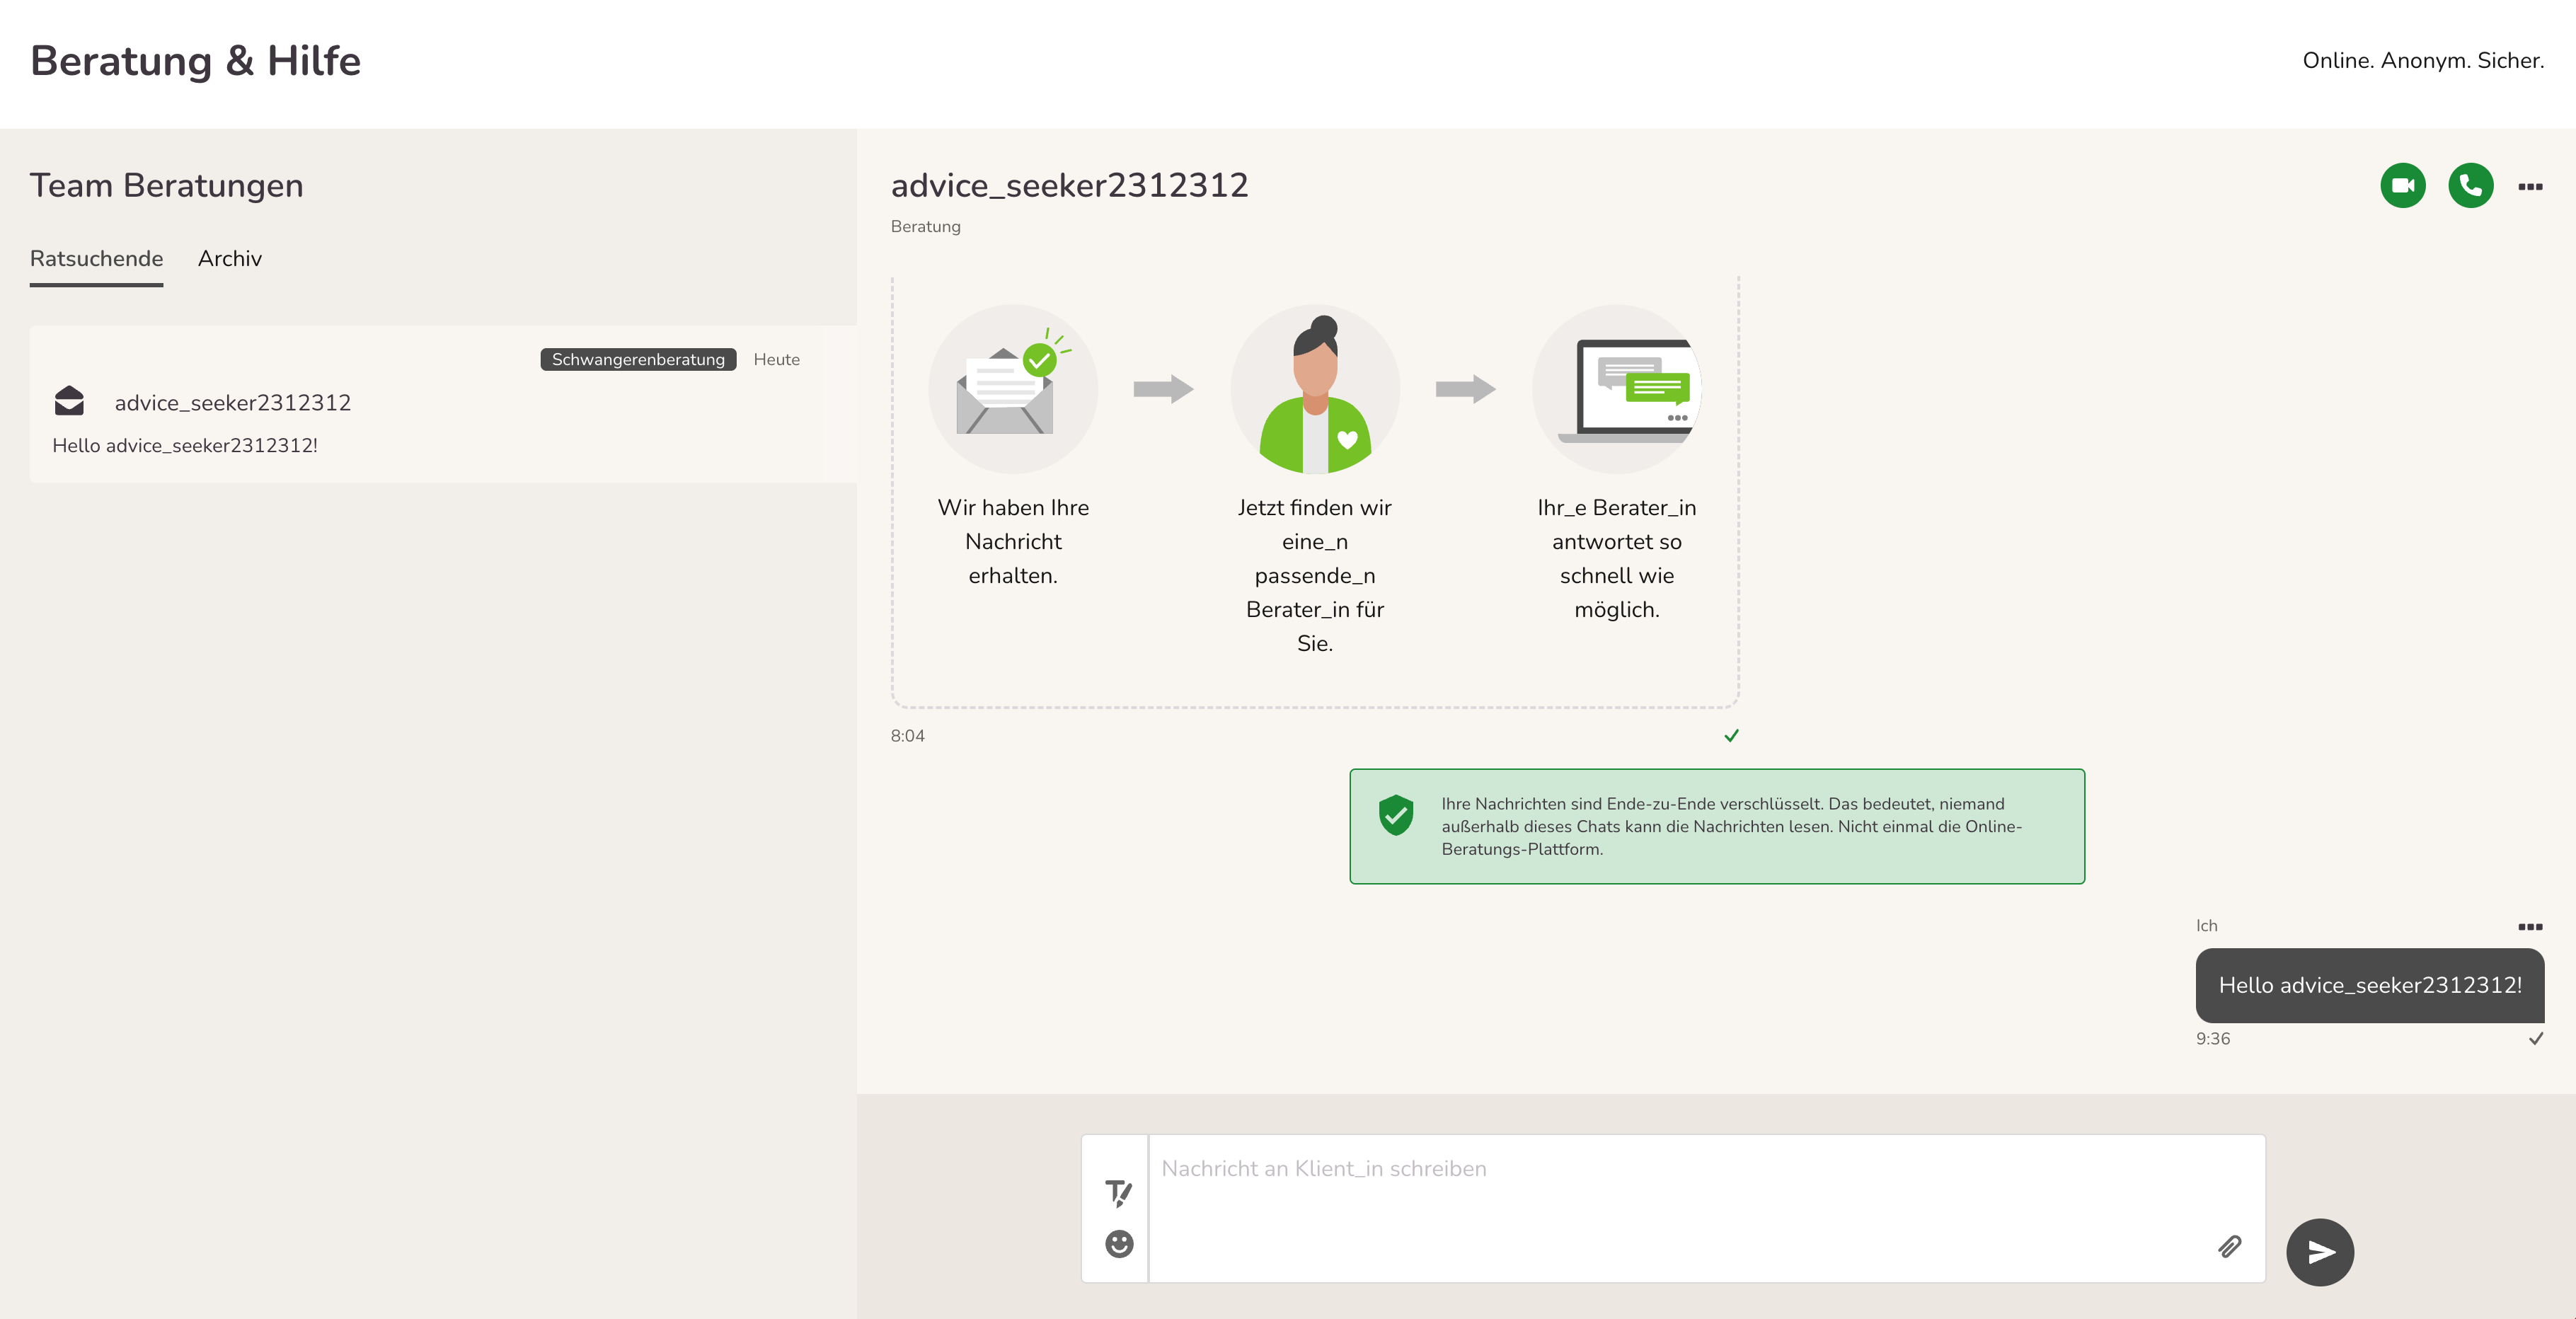 Beratung & Hilfe
Online. Anonym. Sicher.
Team Beratungen
Ratsuchende
Archiv
Schwangerenberatung
Heute
advice_seeker2312312
Hello advice_seeker2312312!
advice_seeker2312312
Beratung
Wir haben Ihre
Nachricht
erhalten.
Jetzt finden wir
eine_n
passende_n
Berater_in für
Sie.
Ihr_e Berater_in
antwortet so
schnell wie
möglich.
8:04
Ihre Nachrichten sind Ende-zu-Ende verschlüsselt. Das bedeutet, niemand
außerhalb dieses Chats kann die Nachrichten lesen. Nicht einmal die Online-
Beratungs-Plattform.
Ich
Hello advice_seeker2312312!
9:36
Nachricht an Klient_in schreiben